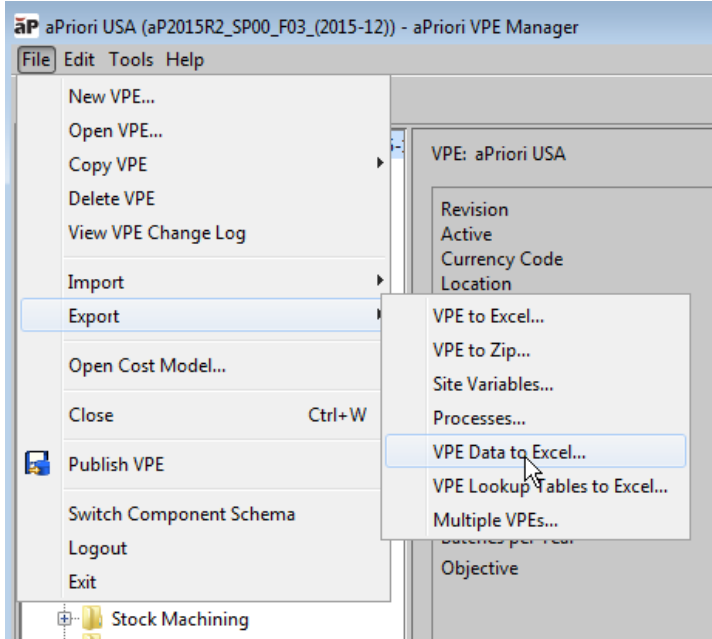 aP aPriori USA (aP2015R2_SP00_F03_(2015-12)) - aPriori VPE Manager
File Edit Tools Help
New VPE...
Open VPE...
Copy VPE
Delete VPE
View VPE Change Log
Import
Export
Open Cost Model...
Close Ctrl+W
Publish VPE
Switch Component Schema
Logout
Exit
Stock Machining
VPE: aPriori USA
Revision
Active
Currency Code
Location
VPE to Excel...
VPE to Zip...
Site Variables...
Processes...
VPE Data to Excel...
VPE Lookup Tables to Excel...
Multiple VPEs...
Objective